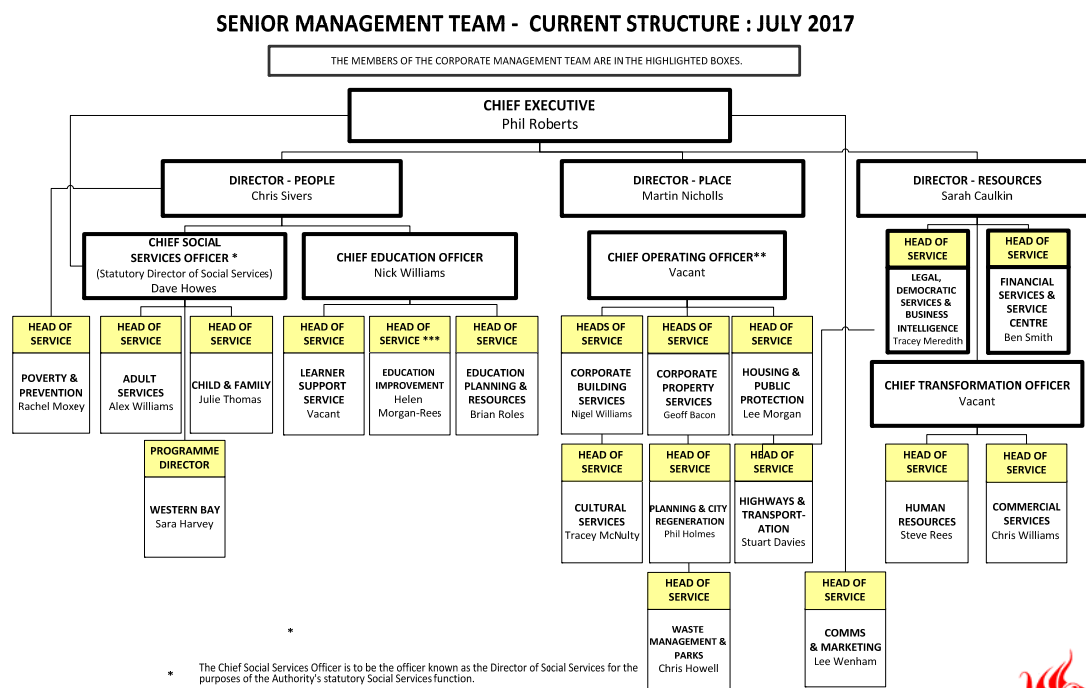 SENIOR MANAGEMENT TEAM - CURRENT STRUCTURE : JULY 2017
THE MEMBERS OF THE CORPORATE MANAGEMENT TEAM ARE IN THE HIGHLIGHTED BOXES.
CHIEF EXECUTIVE
Phil Roberts
DIRECTOR - PEOPLE
Chris Sivers
DIRECTOR - PLACE
Martin Nicholls
DIRECTOR - RESOURCES
Sarah Caulkin
CHIEF SOCIAL
SERVICES OFFICER *
(Statutory Director of Social Services)
Dave Howes
CHIEF EDUCATION OFFICER
Nick Williams
CHIEF OPERATING OFFICER**
Vacant
HEAD OF
SERVICE
LEGAL,
DEMOCRATIC
SERVICES &
BUSINESS
INTELLIGENCE
Tracey Meredith
HEAD OF
SERVICE
FINANCIAL
SERVICES &
SERVICE
CENTRE
Ben Smith
HEAD OF
SERVICE
POVERTY &
PREVENTION
Rachel Moxey
HEAD OF
SERVICE
ADULT
SERVICES
Alex Williams
HEAD OF
SERVICE
CHILD & FAMILY
Julie Thomas
HEAD OF
SERVICE
LEARNER
SUPPORT
SERVICE
Vacant
HEAD OF
SERVICE ***
EDUCATION
IMPROVEMENT
Helen
Morgan-Rees
HEAD OF
SERVICE
EDUCATION
PLANNING &
RESOURCES
Brian Roles
HEADS OF
SERVICE
CORPORATE
BUILDING
SERVICES
Nigel Williams
HEADS OF
SERVICE
CORPORATE
PROPERTY
SERVICES
Geoff Bacon
HEAD OF
SERVICE
HOUSING &
PUBLIC
PROTECTION
Lee Morgan
CHIEF TRANSFORMATION OFFICER
Vacant
PROGRAMME
DIRECTOR
WESTERN BAY
Sara Harvey
HEAD OF
SERVICE
CULTURAL
SERVICES
Tracey McNulty
HEAD OF
SERVICE
PLANNING & CITY
REGENERATION
Phil Holmes
HEAD OF
SERVICE
HIGHWAYS &
TRANSPORT-
ATION
Stuart Davies
HEAD OF
SERVICE
HUMAN
RESOURCES
Steve Rees
HEAD OF
SERVICE
COMMERCIAL
SERVICES
Chris Williams
HEAD OF
SERVICE
WASTE
MANAGEMENT &
PARKS
Chris Howell
HEAD OF
SERVICE
COMMS
& MARKETING
Lee Wenham
*
* The Chief Social Services Officer is to be the officer known as the Director of Social Services for the
purposes of the Authority's statutory Social Services function.